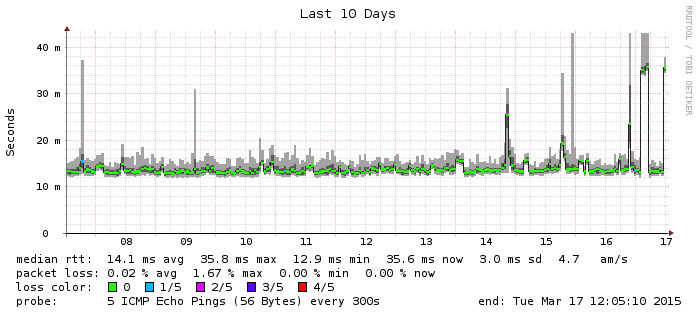 Last 10 Days
RRDTOOL / TOBI OETIKER
Seconds
40 m
30 m
20 m
10 m
0
08 09 10 11 12 13 14 15 16 17
median rtt: 14.1 ms avg 35.8 ms max 12.9 ms min 35.6 ms now 3.0 ms sd 4.7 am/s
packet loss: 0.02 % avg 1.67 % max 0.00 % min 0.00 % now
loss color: 0 1/5 2/5 3/5 4/5
probe: 5 ICMP Echo Pings (56 Bytes) every 300s end: Tue Mar 17 12:05:10 2015